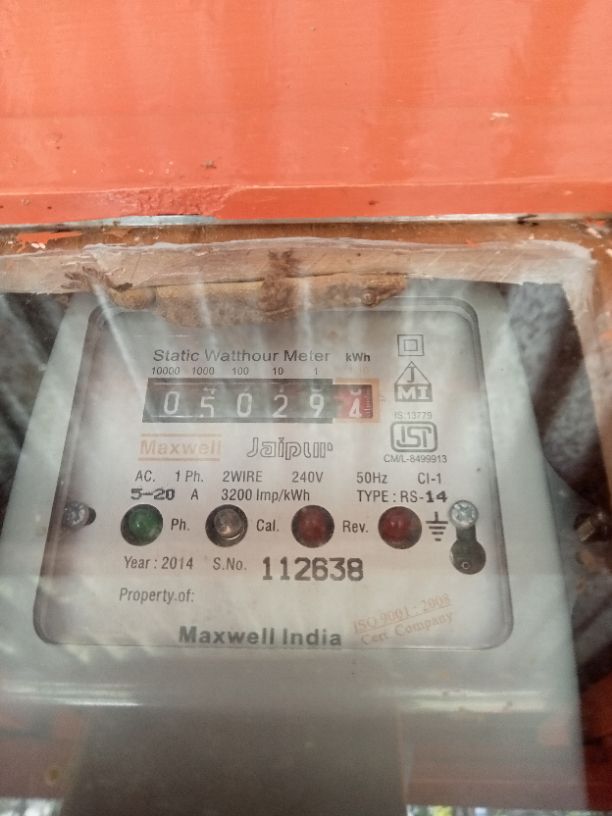 Static Watthour Meter kWh
10000 1000 100 10 1
0 5 0 2 9 4
JMI
IS:13779
Maxwell Jaipur ISI
CM/L-8499913
AC. 1 Ph. 2WIRE 240V 50Hz Cl-1
5-20 A 3200 Imp/kWh TYPE : RS-14
Ph. Cal. Rev.
Year : 2014 S.No. 112638
Property.of:
ISO 9001 : 2008
Cert Company
Maxwell India